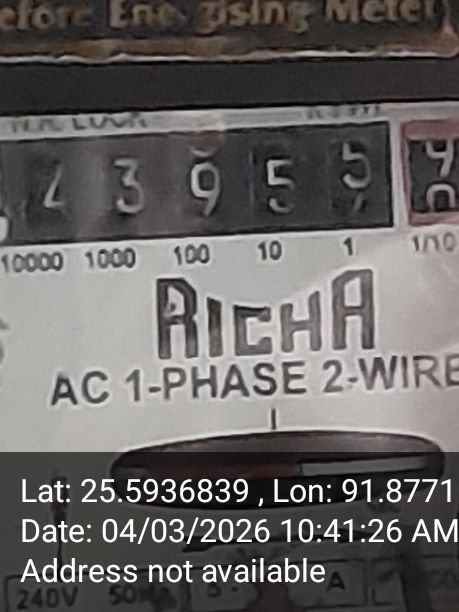 Before Energising Meter
4 3 9 5 5
10000 1000 100 10 1 1/10
RICHA
AC 1-PHASE 2-WIRE
Lat: 25.5936839 , Lon: 91.8771
Date: 04/03/2026 10:41:26 AM
Address not available
240V